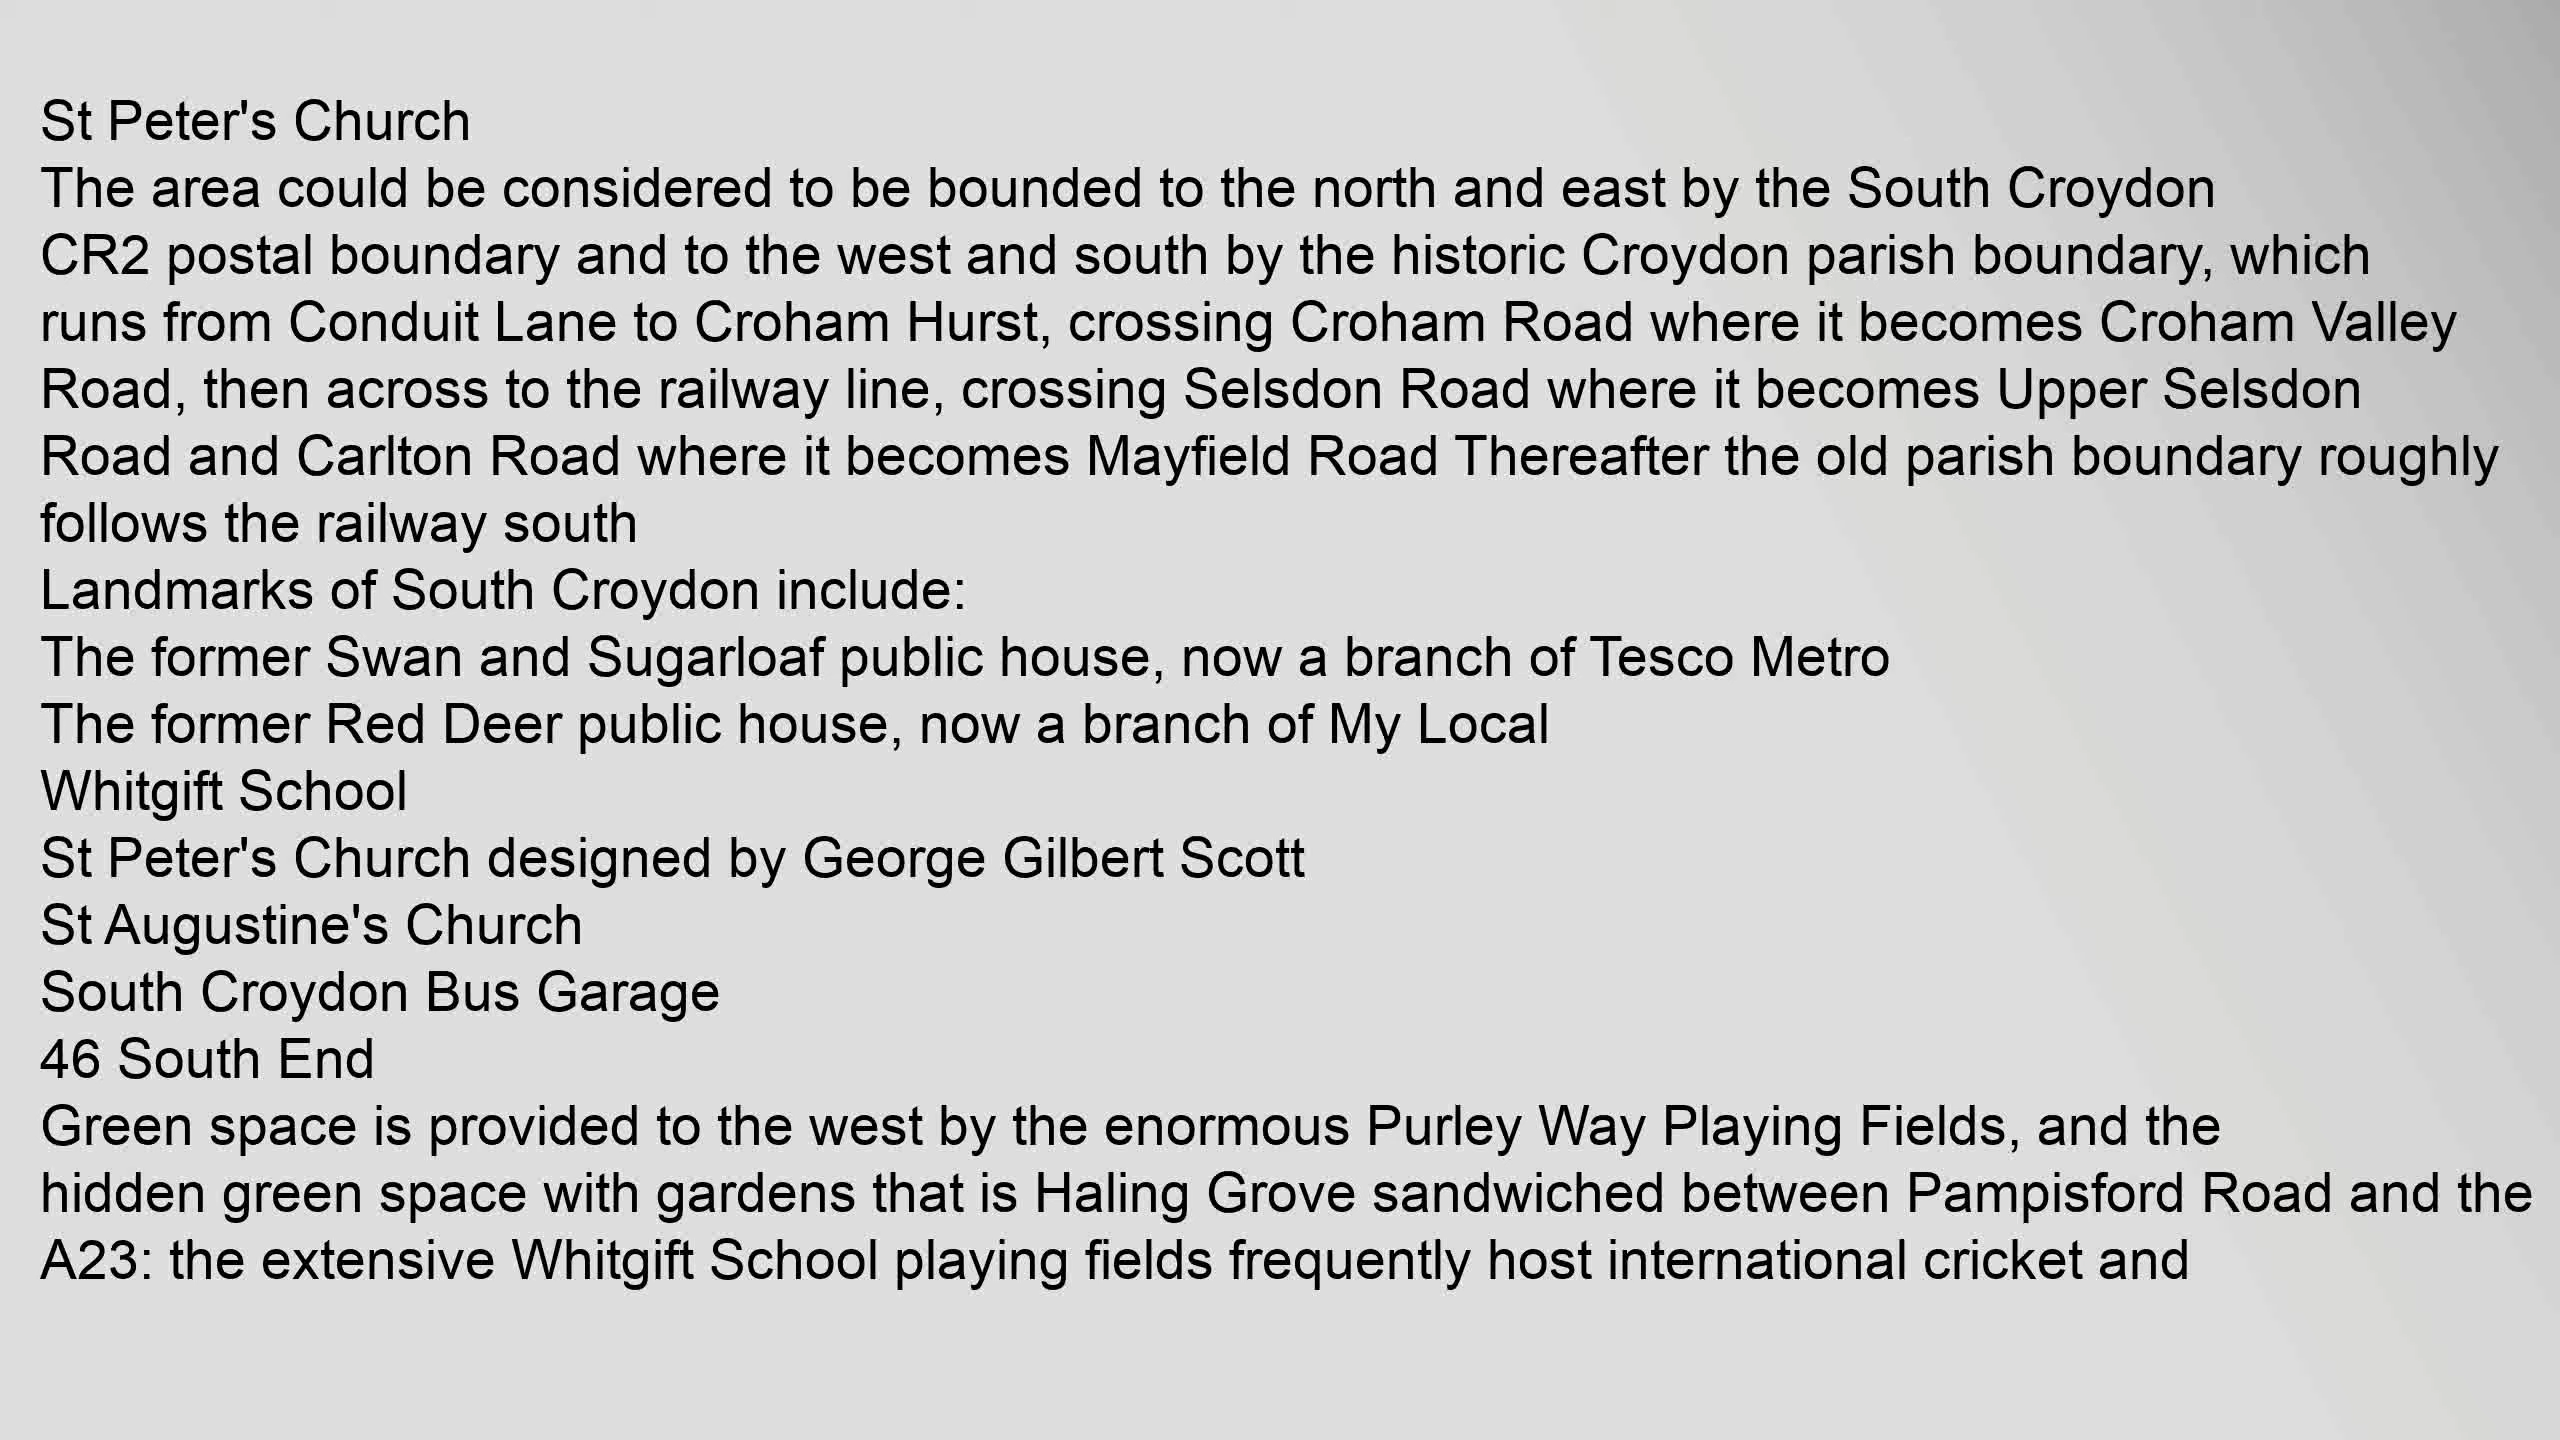 St Peter's Church
The area could be considered to be bounded to the north and east by the South Croydon
CR2 postal boundary and to the west and south by the historic Croydon parish boundary, which
runs from Conduit Lane to Croham Hurst, crossing Croham Road where it becomes Croham Valley
Road, then across to the railway line, crossing Selsdon Road where it becomes Upper Selsdon
Road and Carlton Road where it becomes Mayfield Road Thereafter the old parish boundary roughly
follows the railway south
Landmarks of South Croydon include:
The former Swan and Sugarloaf public house, now a branch of Tesco Metro
The former Red Deer public house, now a branch of My Local
Whitgift School
St Peter's Church designed by George Gilbert Scott
St Augustine's Church
South Croydon Bus Garage
46 South End
Green space is provided to the west by the enormous Purley Way Playing Fields, and the
hidden green space with gardens that is Haling Grove sandwiched between Pampisford Road and the
A23: the extensive Whitgift School playing fields frequently host international cricket and